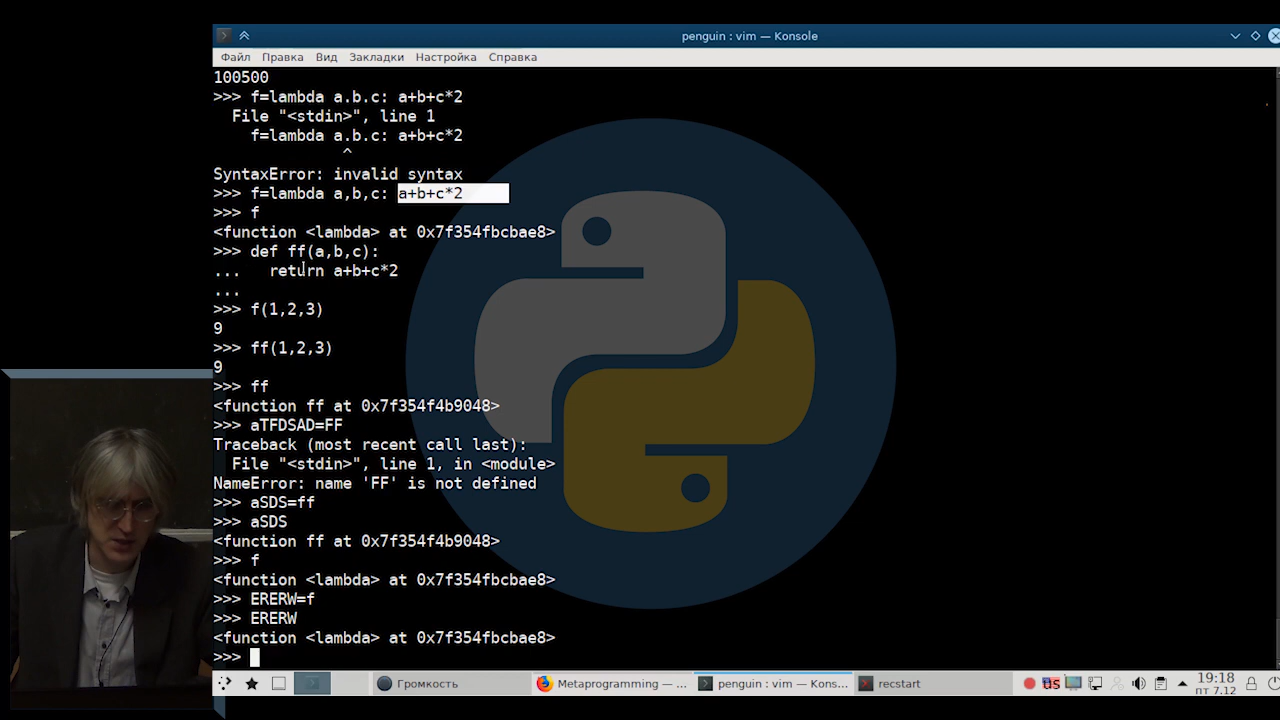 penguin : vim — Konsole
Файл Правка Вид Закладки Настройка Справка
100500
>>> f=lambda a.b.c: a+b+c*2
  File "<stdin>", line 1
    f=lambda a.b.c: a+b+c*2
              ^
SyntaxError: invalid syntax
>>> f=lambda a,b,c: a+b+c*2
>>> f
<function <lambda> at 0x7f354fbcbae8>
>>> def ff(a,b,c):
...   return a+b+c*2
...
>>> f(1,2,3)
9
>>> ff(1,2,3)
9
>>> ff
<function ff at 0x7f354f4b9048>
>>> aTFDSAD=FF
Traceback (most recent call last):
  File "<stdin>", line 1, in <module>
NameError: name 'FF' is not defined
>>> aSDS=ff
>>> aSDS
<function ff at 0x7f354f4b9048>
>>> f
<function <lambda> at 0x7f354fbcbae8>
>>> ERERW=f
>>> ERERW
<function <lambda> at 0x7f354fbcbae8>
>>>
Громкость Metaprogramming — ... penguin : vim — Kons... recstart us 19:18
пт 7.12